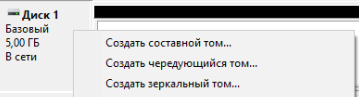 Диск 1
Базовый
5,00 ГБ
В сети
Создать составной том...
Создать чередующийся том...
Создать зеркальный том...